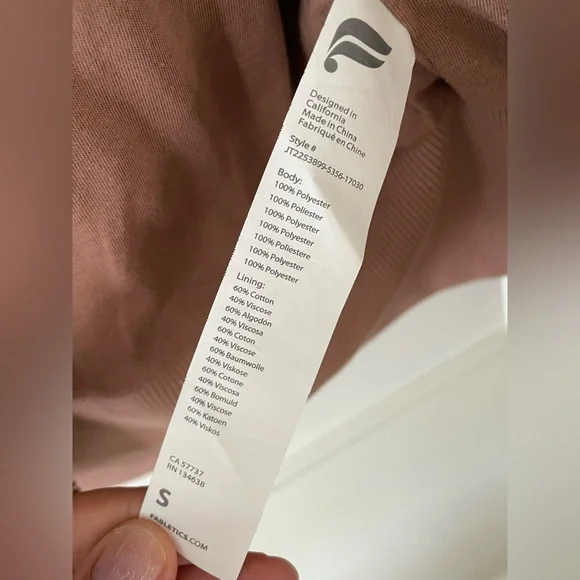 Designed in
California
Made in China
Fabriqué en Chine
Style #
JT2253899-5356-17030
Body:
100% Polyester
100% Poliester
100% Polyester
100% Polyester
100% Poliestere
100% Polyester
100% Polyester
Lining:
60% Cotton
40% Viscose
60% Algodón
40% Viscosa
60% Coton
40% Viscose
60% Baumwolle
40% Viskose
60% Cotone
40% Viscosa
60% Bomuld
40% Viscose
60% Katoen
40% Viskos
CA 57737
RN 134638
S
FABLETICS.COM